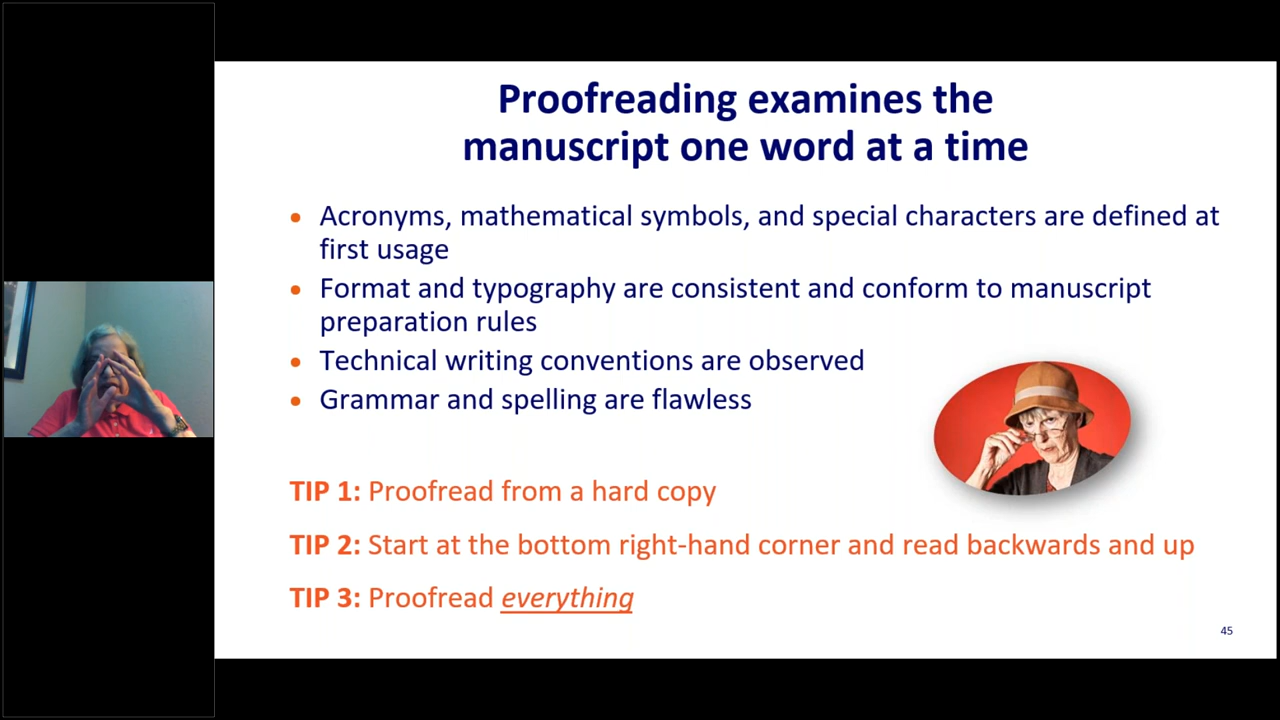 Proofreading examines the
manuscript one word at a time
• Acronyms, mathematical symbols, and special characters are defined at
first usage
• Format and typography are consistent and conform to manuscript
preparation rules
• Technical writing conventions are observed
• Grammar and spelling are flawless
TIP 1: Proofread from a hard copy
TIP 2: Start at the bottom right-hand corner and read backwards and up
TIP 3: Proofread everything
45